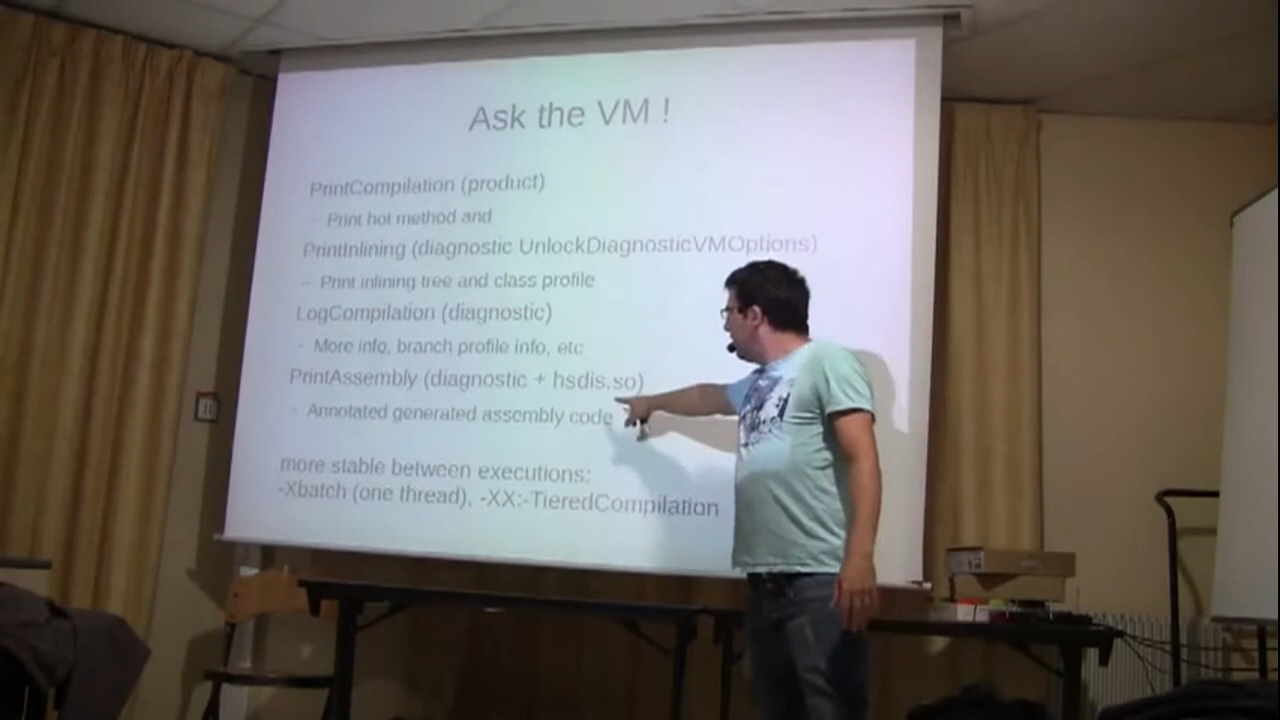 Ask the VM !
PrintCompilation (product)
– Print hot method and
PrintInlining (diagnostic UnlockDiagnosticVMOptions)
– Print inlining tree and class profile
LogCompilation (diagnostic)
– More info, branch profile info, etc
PrintAssembly (diagnostic + hsdis.so)
– Annotated generated assembly code
more stable between executions:
-Xbatch (one thread), -XX:-TieredCompilation